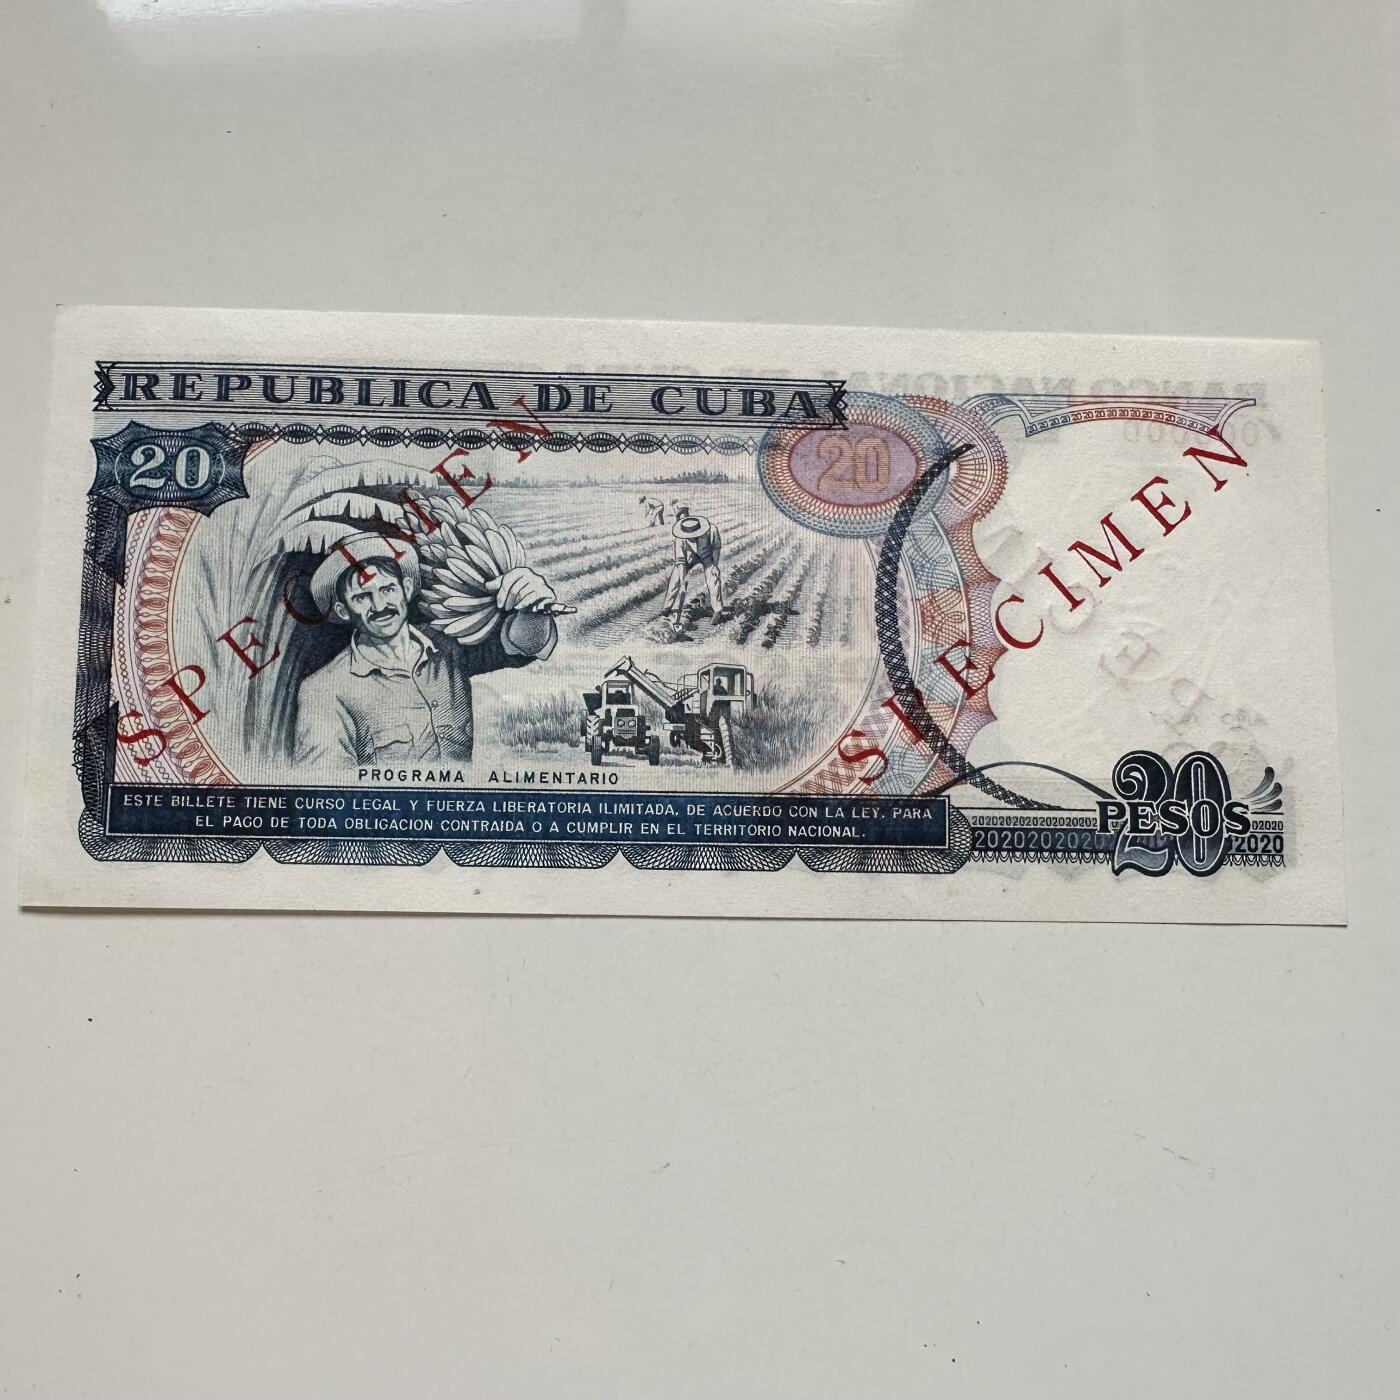 REPUBLICA DE CUBA
20
20
SPECIMEN
SPECIMEN
PROGRAMA ALIMENTARIO
ESTE BILLETE TIENE CURSO LEGAL Y FUERZA LIBERATORIA ILIMITADA, DE ACUERDO CON LA LEY, PARA
EL PAGO DE TODA OBLIGACION CONTRAIDA O A CUMPLIR EN EL TERRITORIO NACIONAL.
20
PESOS